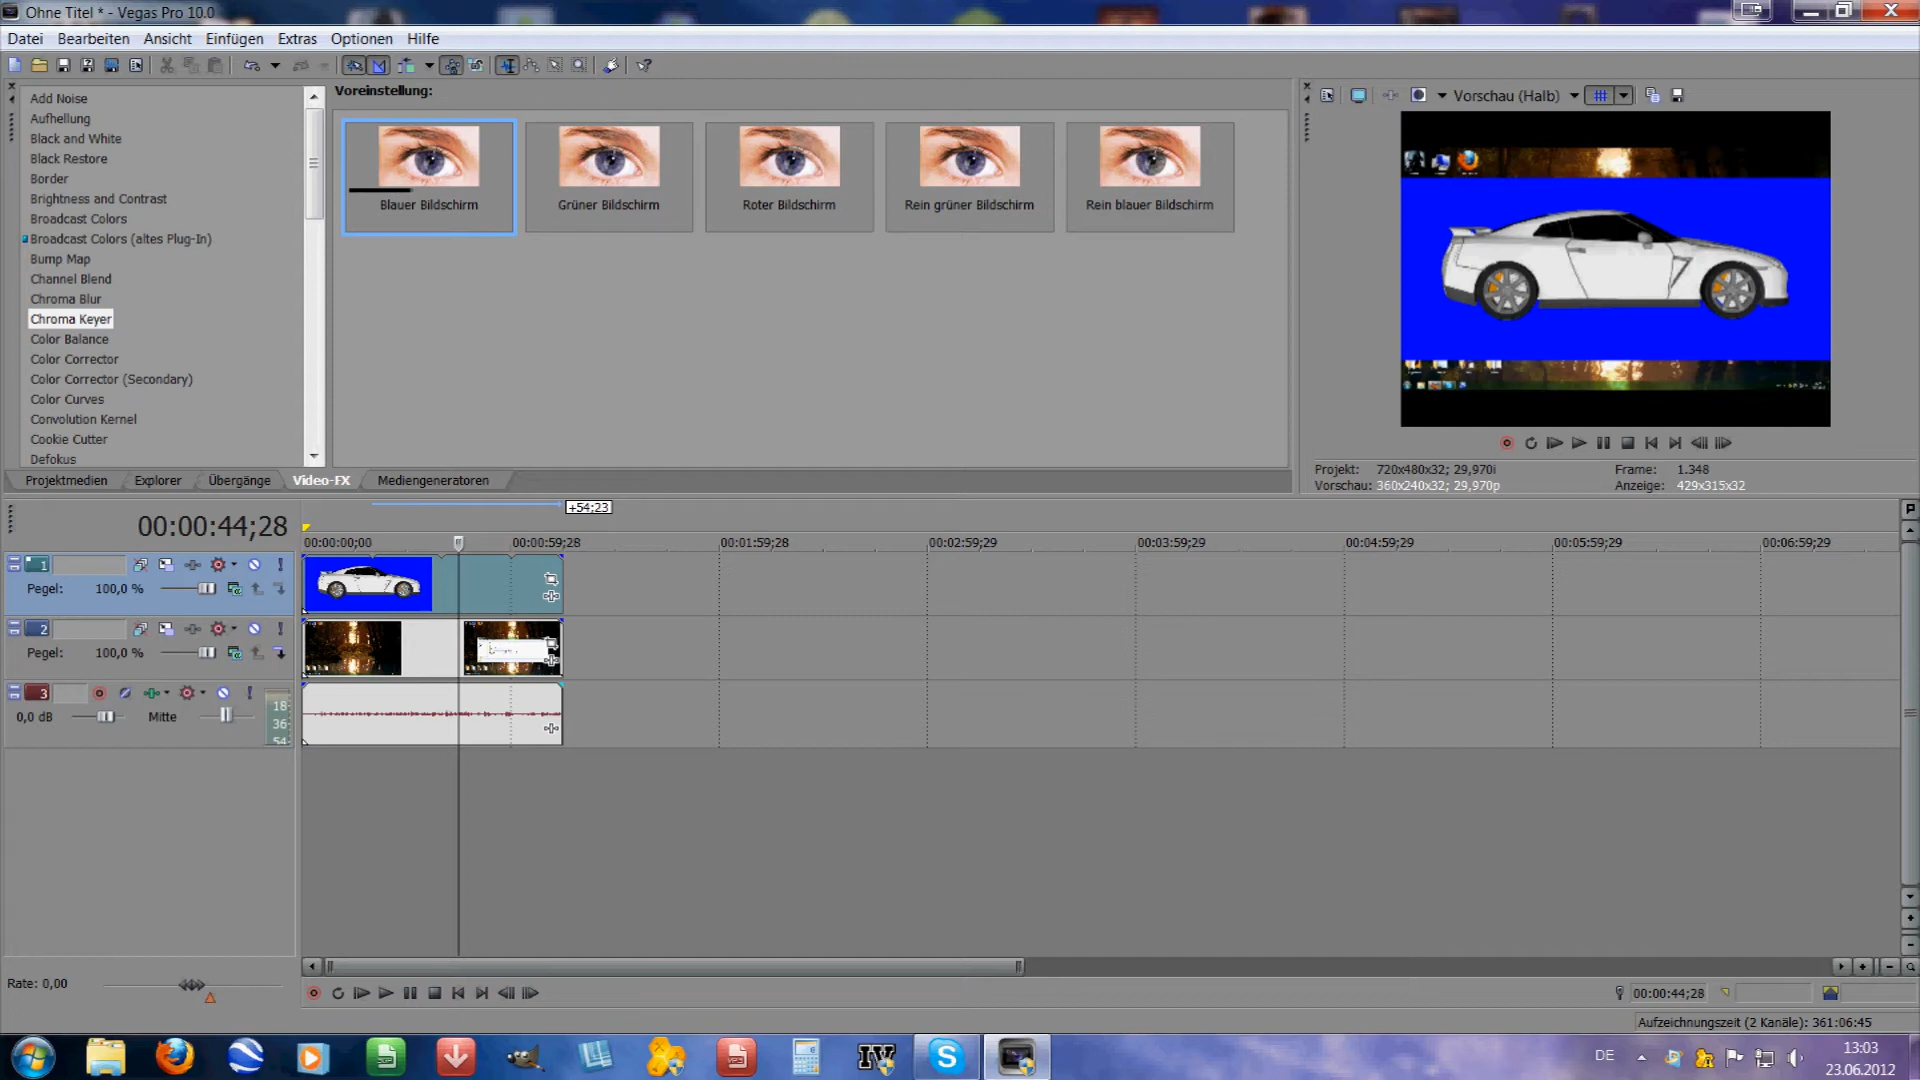 Ohne Titel * - Vegas Pro 10.0
Datei Bearbeiten Ansicht Einfügen Extras Optionen Hilfe
Add Noise
Aufhellung
Black and White
Black Restore
Border
Brightness and Contrast
Broadcast Colors
Broadcast Colors (altes Plug-In)
Bump Map
Channel Blend
Chroma Blur
Chroma Keyer
Color Balance
Color Corrector
Color Corrector (Secondary)
Color Curves
Convolution Kernel
Cookie Cutter
Defokus
Voreinstellung:
Blauer Bildschirm
Grüner Bildschirm
Roter Bildschirm
Rein grüner Bildschirm
Rein blauer Bildschirm
Vorschau (Halb)
Projekt: 720x480x32; 29,970i
Frame: 1.348
Vorschau: 360x240x32; 29,970p
Anzeige: 429x315x32
Projektmedien Explorer Übergänge Video-FX Mediengeneratoren
+54;23
00:00:44;28
00:00:00;00 00:00:59;28 00:01:59;28 00:02:59;29 00:03:59;29 00:04:59;29 00:05:59;29 00:06:59;29
1
Pegel: 100,0 %
2
Pegel: 100,0 %
3
0,0 dB Mitte
18-
36-
54-
Rate: 0,00
00:00:44;28
Aufzeichnungszeit (2 Kanäle): 361:06:45
IV
DE
13:03
23.06.2012